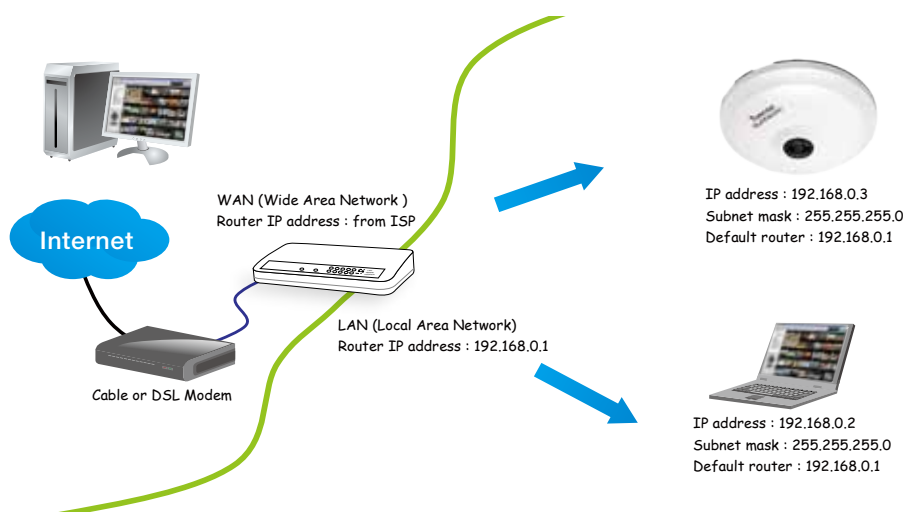 WAN (Wide Area Network )
Router IP address : from ISP
Internet
Cable or DSL Modem
LAN (Local Area Network)
Router IP address : 192.168.0.1
IP address : 192.168.0.3
Subnet mask : 255.255.255.0
Default router : 192.168.0.1
IP address : 192.168.0.2
Subnet mask : 255.255.255.0
Default router : 192.168.0.1